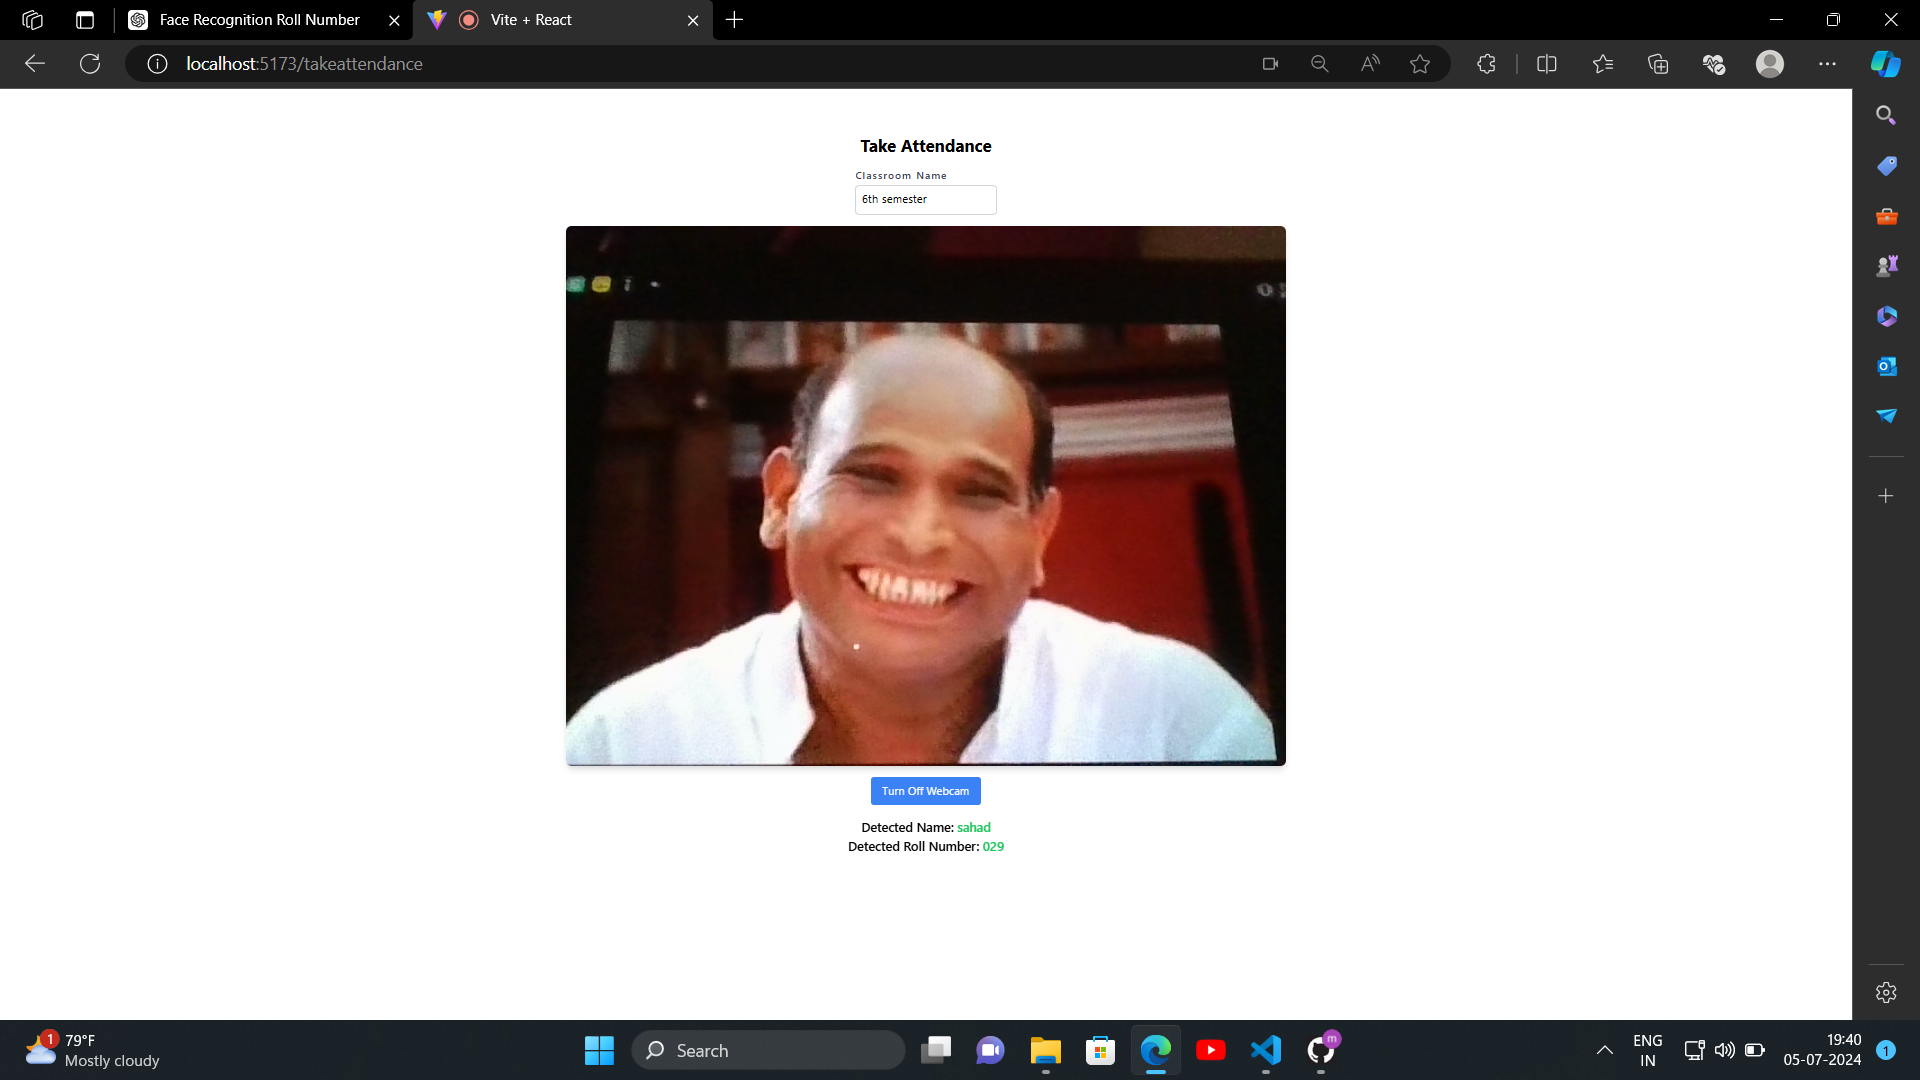 Face Recognition Roll Number
Vite + React
localhost:5173/takeattendance
Take Attendance
Classroom Name
6th semester
Turn Off Webcam
Detected Name: sahad
Detected Roll Number: 029
1
79°F
Mostly cloudy
Search
m
ENG
IN
19:40
05-07-2024
1